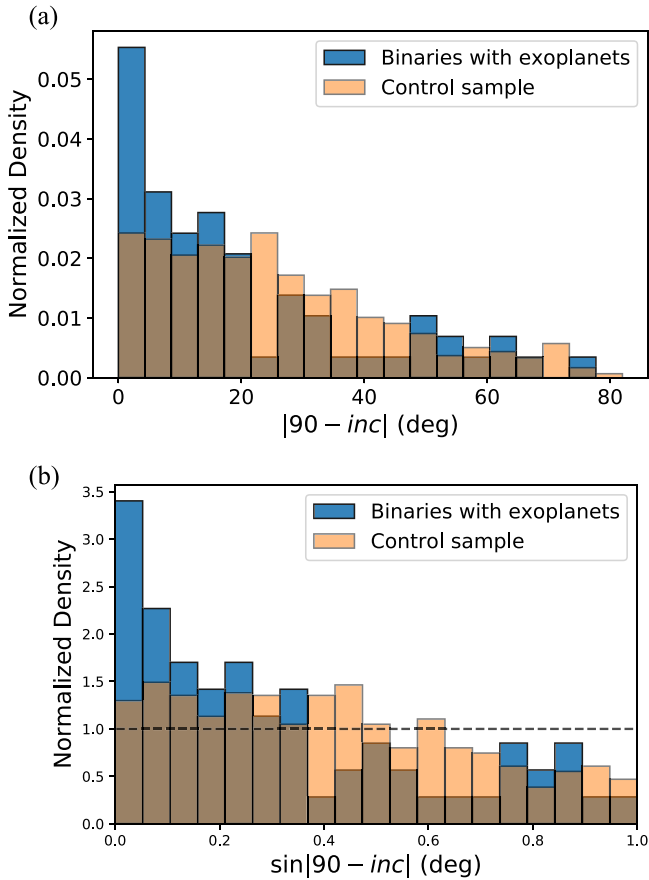 (a)
Binaries with exoplanets
Control sample
Normalized Density
0.05
0.04
0.03
0.02
0.01
0.00
0 20 40 60 80
|90 − inc| (deg)
(b)
Binaries with exoplanets
Control sample
Normalized Density
3.5
3.0
2.5
2.0
1.5
1.0
0.5
0.0
0.0 0.2 0.4 0.6 0.8 1.0
sin|90 − inc| (deg)